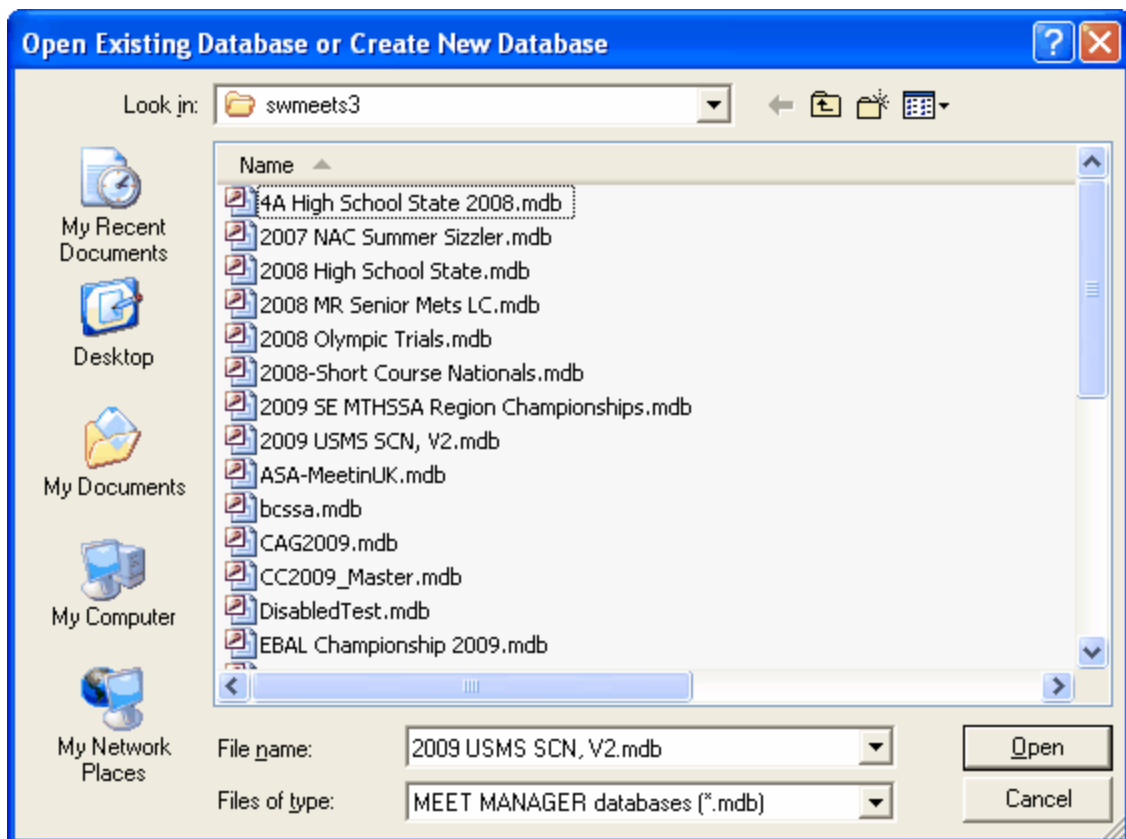 Open Existing Database or Create New Database
Look in: swmeets3
My Recent
Documents
Desktop
My Documents
My Computer
My Network
Places
Name
4A High School State 2008.mdb
2007 NAC Summer Sizzler.mdb
2008 High School State.mdb
2008 MR Senior Mets LC.mdb
2008 Olympic Trials.mdb
2008-Short Course Nationals.mdb
2009 SE MTHSSA Region Championships.mdb
2009 USMS SCN, V2.mdb
ASA-MeetinUK.mdb
bcssa.mdb
CAG2009.mdb
CC2009_Master.mdb
DisabledTest.mdb
EBAL Championship 2009.mdb
File name: 2009 USMS SCN, V2.mdb Open
Files of type: MEET MANAGER databases (*.mdb) Cancel